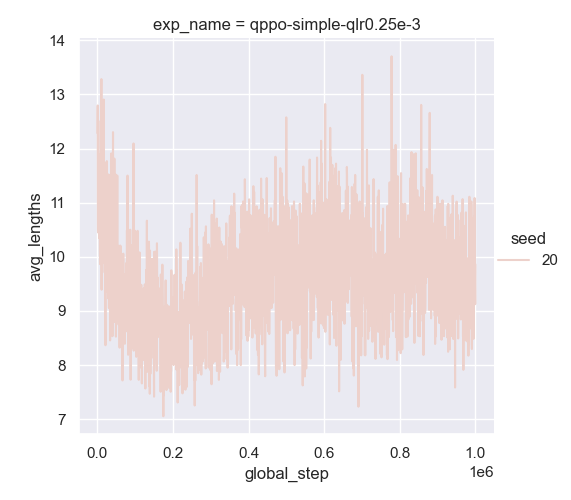 exp_name = qppo-simple-qlr0.25e-3
14
13
12
11
10
9
8
7
avg_lengths
0.0 0.2 0.4 0.6 0.8 1.0
1e6
global_step
seed
20